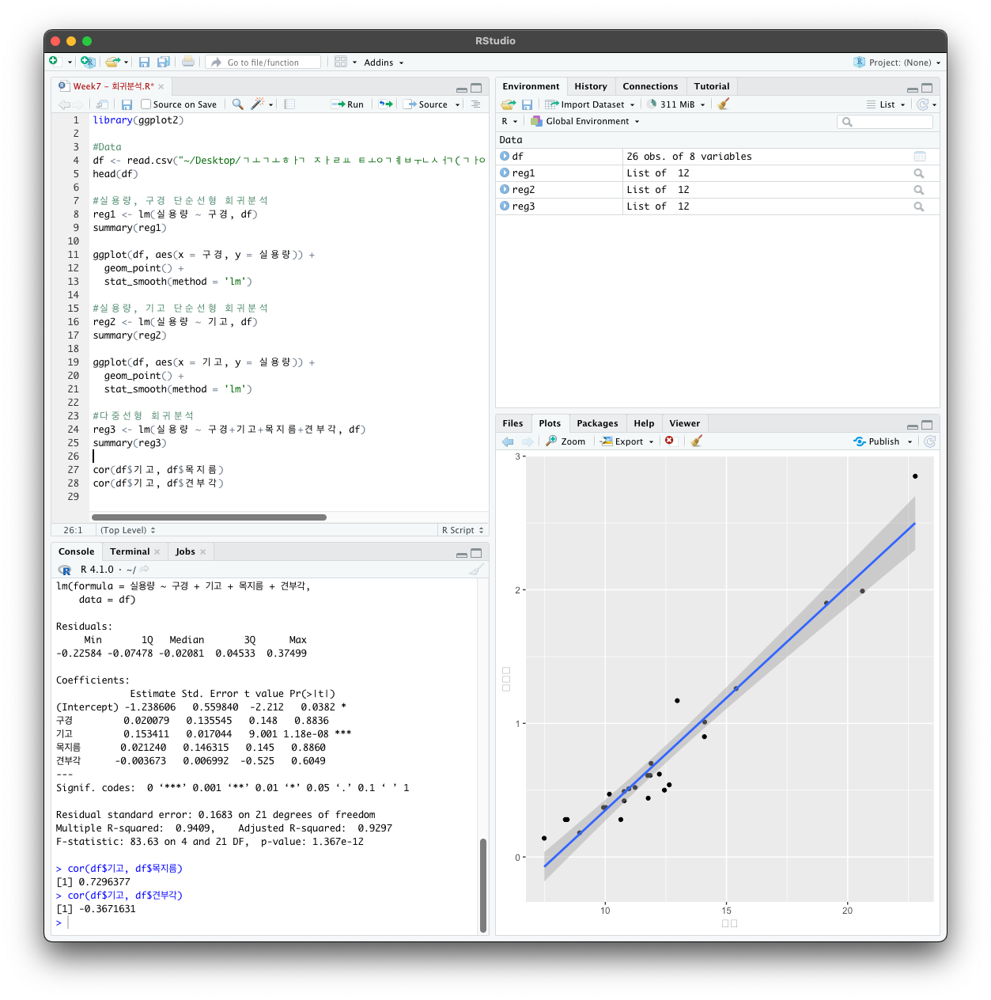 RStudio
Go to file/function
Addins
Project: (None)
Week7 - 회귀분석.R*
Source on Save
Run
Source
1 library(ggplot2)
2
3 #Data
4 df <- read.csv("~/Desktop/ㄱㅗㄱㅗㅎㅏㄱ ㅈㅏㄹㅛ ㅌㅗㅇㄱㅖㅂㅜㄴㅅㅓㄱ(ㄱㅏㅇ
5 head(df)
6
7 #실용량, 구경 단순선형 회귀분석
8 reg1 <- lm(실용량 ~ 구경, df)
9 summary(reg1)
10
11 ggplot(df, aes(x = 구경, y = 실용량)) +
12 geom_point() +
13 stat_smooth(method = 'lm')
14
15 #실용량, 기고 단순선형 회귀분석
16 reg2 <- lm(실용량 ~ 기고, df)
17 summary(reg2)
18
19 ggplot(df, aes(x = 기고, y = 실용량)) +
20 geom_point() +
21 stat_smooth(method = 'lm')
22
23 #다중선형 회귀분석
24 reg3 <- lm(실용량 ~ 구경+기고+목지름+견부각, df)
25 summary(reg3)
26
27 cor(df$기고, df$목지름)
28 cor(df$기고, df$견부각)
29
26:1 (Top Level) R Script
Console Terminal Jobs
R 4.1.0 · ~/
lm(formula = 실용량 ~ 구경 + 기고 + 목지름 + 견부각,
data = df)
Residuals:
Min 1Q Median 3Q Max
-0.22584 -0.07478 -0.02081 0.04533 0.37499
Coefficients:
Estimate Std. Error t value Pr(>|t|)
(Intercept) -1.238606 0.559840 -2.212 0.0382 *
구경 0.020079 0.135545 0.148 0.8836
기고 0.153411 0.017044 9.001 1.18e-08 ***
목지름 0.021240 0.146315 0.145 0.8860
견부각 -0.003673 0.006992 -0.525 0.6049
---
Signif. codes: 0 ‘***’ 0.001 ‘**’ 0.01 ‘*’ 0.05 ‘.’ 0.1 ‘ ’ 1
Residual standard error: 0.1683 on 21 degrees of freedom
Multiple R-squared: 0.9409, Adjusted R-squared: 0.9297
F-statistic: 83.63 on 4 and 21 DF, p-value: 1.367e-12
> cor(df$기고, df$목지름)
[1] 0.7296377
> cor(df$기고, df$견부각)
[1] -0.3671631
>
Environment History Connections Tutorial
Import Dataset 311 MiB List
R Global Environment
Data
df 26 obs. of 8 variables
reg1 List of 12
reg2 List of 12
reg3 List of 12
Files Plots Packages Help Viewer
Zoom Export Publish
3
2
1
0
10 15 20